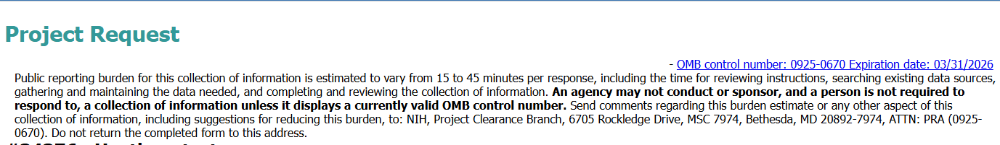 Project Request
- OMB control number: 0925-0670 Expiration date: 03/31/2026
Public reporting burden for this collection of information is estimated to vary from 15 to 45 minutes per response, including the time for reviewing instructions, searching existing data sources,
gathering and maintaining the data needed, and completing and reviewing the collection of information. An agency may not conduct or sponsor, and a person is not required to
respond to, a collection of information unless it displays a currently valid OMB control number. Send comments regarding this burden estimate or any other aspect of this
collection of information, including suggestions for reducing this burden, to: NIH, Project Clearance Branch, 6705 Rockledge Drive, MSC 7974, Bethesda, MD 20892-7974, ATTN: PRA (0925-
0670). Do not return the completed form to this address.